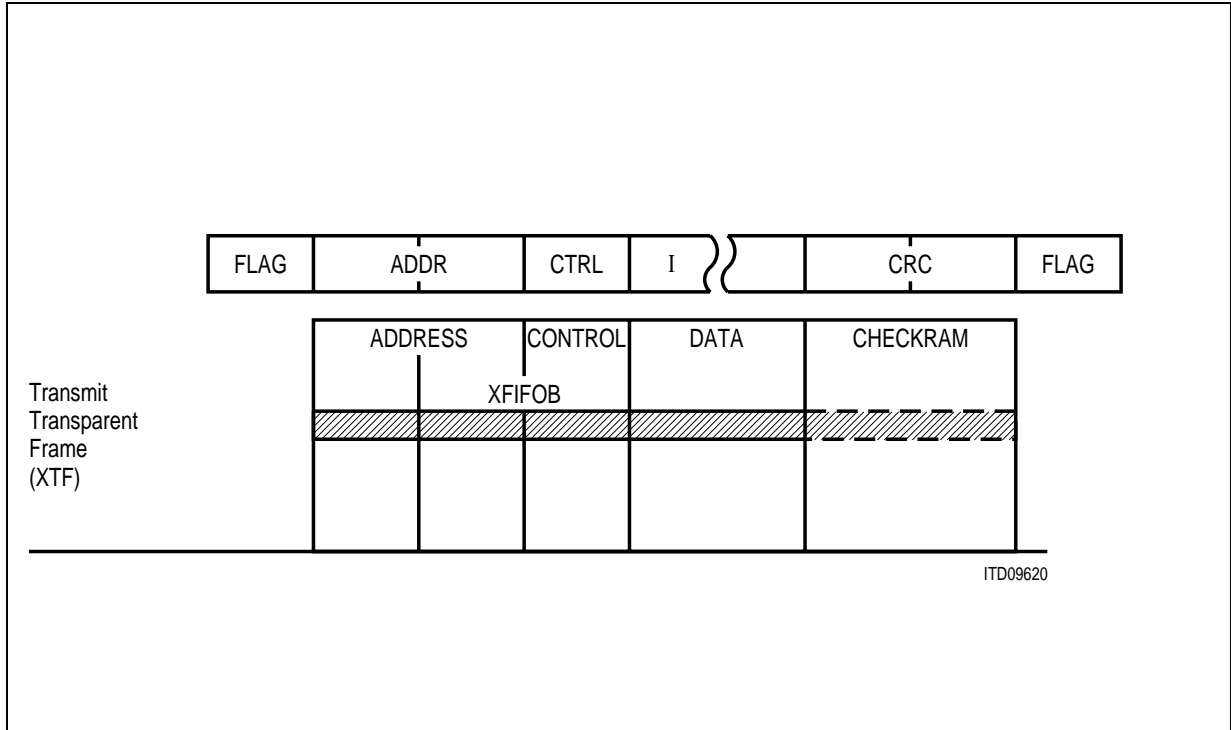 FLAG ADDR CTRL I CRC FLAG
ADDRESS CONTROL DATA CHECKRAM
XFIFOB
Transmit
Transparent
Frame
(XTF)
ITD09620